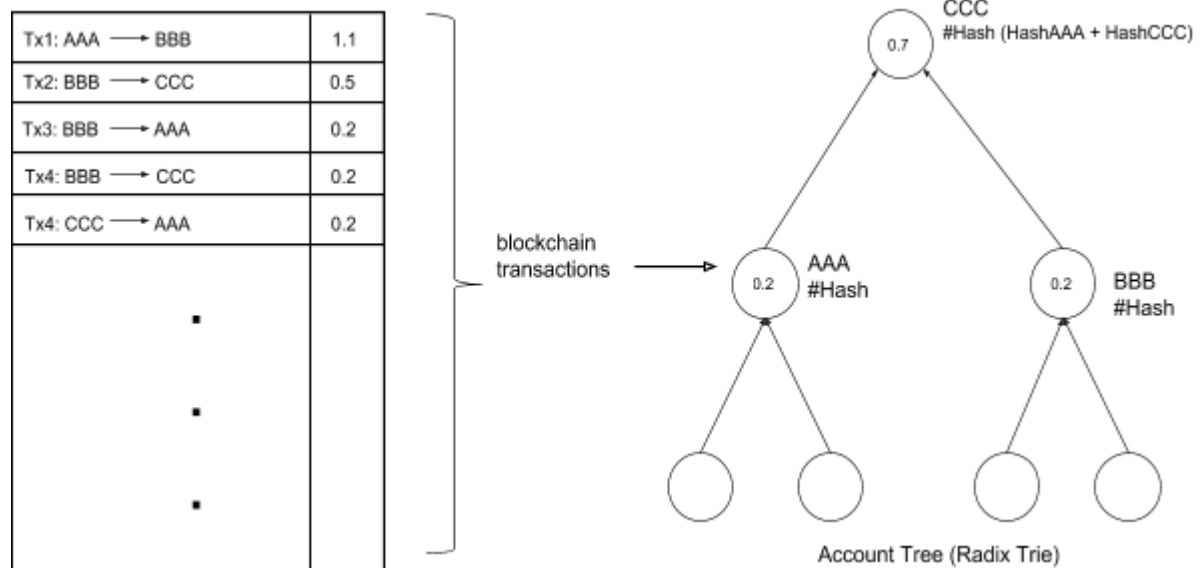 Tx1: AAA → BBB 1.1
Tx2: BBB → CCC 0.5
Tx3: BBB → AAA 0.2
Tx4: BBB → CCC 0.2
Tx4: CCC → AAA 0.2
blockchain
transactions
CCC
#Hash (HashAAA + HashCCC)
0.7
0.2
AAA
#Hash
0.2
BBB
#Hash
Account Tree (Radix Trie)